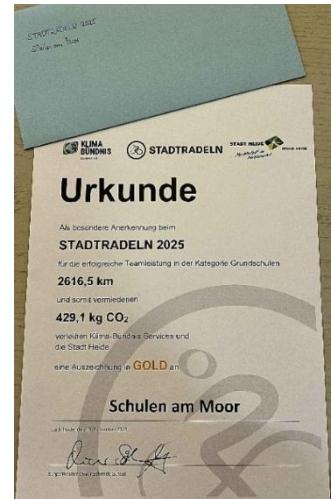 STADTRADELN 2025
KLIMA
BÜNDNIS
STADTRADELN
STADT HEIDE
Urkunde
Als besondere Anerkennung beim
STADTRADELN 2025
für die erfolgreiche Teamleistung in der Kategorie Grundschulen
2616,5 km
und somit vermiedenen
429,1 kg CO₂
verleihen Klima-Bündnis Services und
die Stadt Heide
eine Auszeichnung in GOLD an
Schulen am Moor